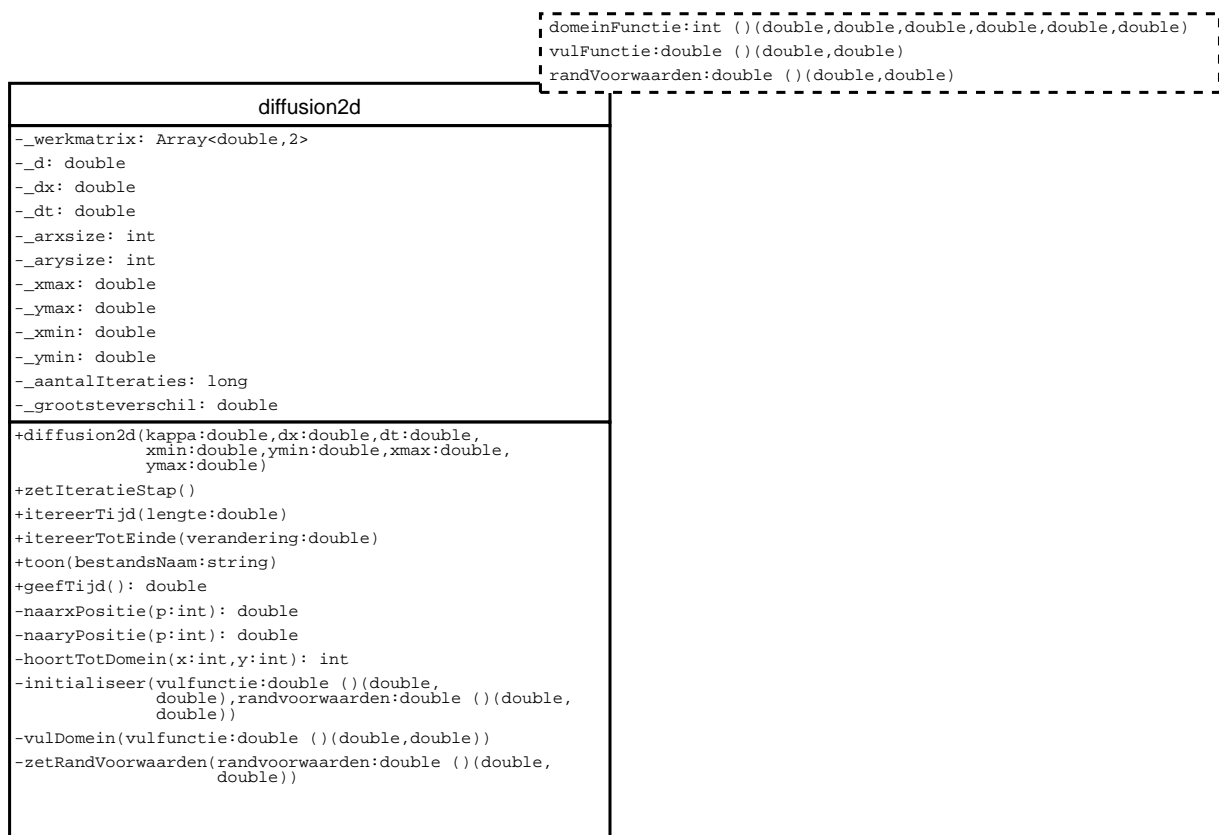 domeinFunctie:int ()(double,double,double,double,double,double)
vulFunctie:double ()(double,double)
randVoorwaarden:double ()(double,double)
diffusion2d
-_werkmatrix: Array<double,2>
-_d: double
-_dx: double
-_dt: double
-_arxsize: int
-_arysize: int
-_xmax: double
-_ymax: double
-_xmin: double
-_ymin: double
-_aantalIteraties: long
-_grootsteverschil: double
+diffusion2d(kappa:double,dx:double,dt:double,
xmin:double,ymin:double,xmax:double,
ymax:double)
+zetIteratieStap()
+itereerTijd(lengte:double)
+itereerTotEinde(verandering:double)
+toon(bestandsNaam:string)
+geefTijd(): double
-naarxPositie(p:int): double
-naaryPositie(p:int): double
-hoortTotDomein(x:int,y:int): int
-initialiseer(vulfunctie:double ()(double,
double),randvoorwaarden:double ()(double,
double))
-vulDomein(vulfunctie:double ()(double,double))
-zetRandVoorwaarden(randvoorwaarden:double ()(double,
double))